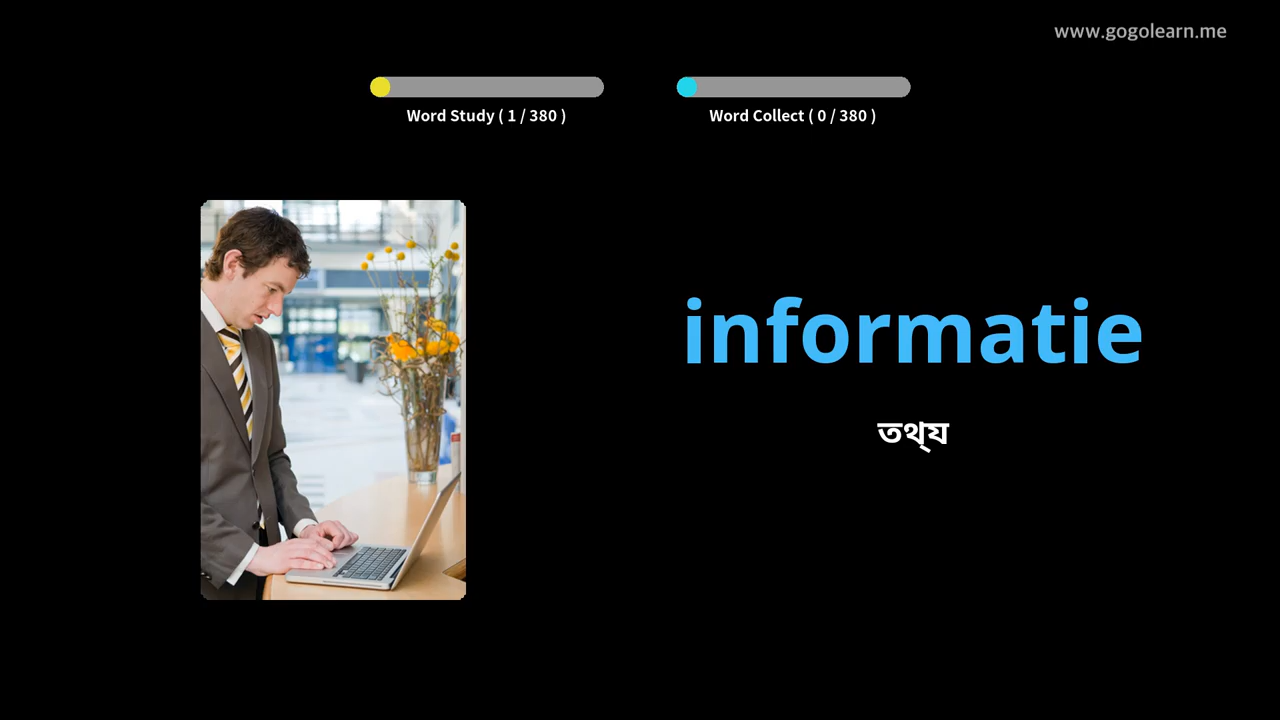 www.gogolearn.me
Word Study ( 1 / 380 )
Word Collect ( 0 / 380 )
informatie
তথ্য